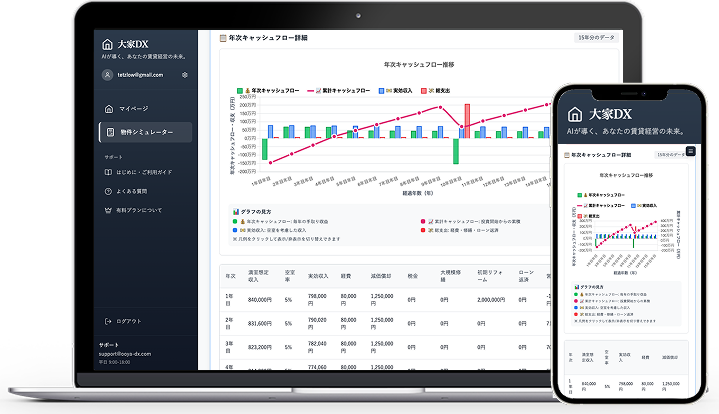 大家DX
AIが導く、あなたの賃貸経営の未来。
tetzlow@gmail.com
マイページ
物件シミュレーター
サポート
はじめに・ご利用ガイド
よくある質問
有料プランについて
ログアウト
サポート
support@ooya-dx.com
平日 9:00-18:00
年次キャッシュフロー詳細
15年分のデータ
年次キャッシュフロー推移
年次キャッシュフロー
累計キャッシュフロー
実効収入
総支出
年次キャッシュフロー・収支（万円）
250万円
200万円
150万円
100万円
50万円
0万円
-50万円
-100万円
-150万円
-200万円
1年目
2年目
3年目
4年目
5年目
6年目
7年目
8年目
9年目
10年目
11年目
12年目
13年目
14年目
経過年数（年）
グラフの見方
年次キャッシュフロー: 毎年の手取り収益
累計キャッシュフロー: 投資開始からの累積
実効収入: 空室を考慮した収入
総支出: 経費・修繕・ローン返済
※ 凡例をクリックして表示/非表示を切り替えできます
年次 満室想定収入 空室率 実効収入 経費 減価償却 税金 大規模修繕 初期リフォーム ローン返済
1年目 840,000円 5% 798,000円 80,000円 1,250,000円 0円 0円 2,000,000円 0円
2年目 831,600円 5% 790,020円 80,000円 1,250,000円 0円 0円 0円 0円
3年目 823,200円 5% 782,040円 80,000円 1,250,000円 0円 0円 0円 0円
4年 774,060 80,000 1,250,000
大家DX
AIが導く、あなたの賃貸経営の未来。
年次キャッシュフロー詳細
15年分のデータ
年次キャッシュフロー推移
年次キャッシュフロー
累計キャッシュフロー
実効収入
総支出
経過年数（年）
グラフの見方
年次キャッシュフロー: 毎年の手取り収益
累計キャッシュフロー: 投資開始からの累積
実効収入: 空室を考慮した収入
総支出: 経費・修繕・ローン返済
※ 凡例をクリックして表示/非表示を切り替えできます
年次 満室想定収入 空室率 実効収入 経費 減価償却
1年目 840,000円 5% 798,000円 80,000円 1,250,000円